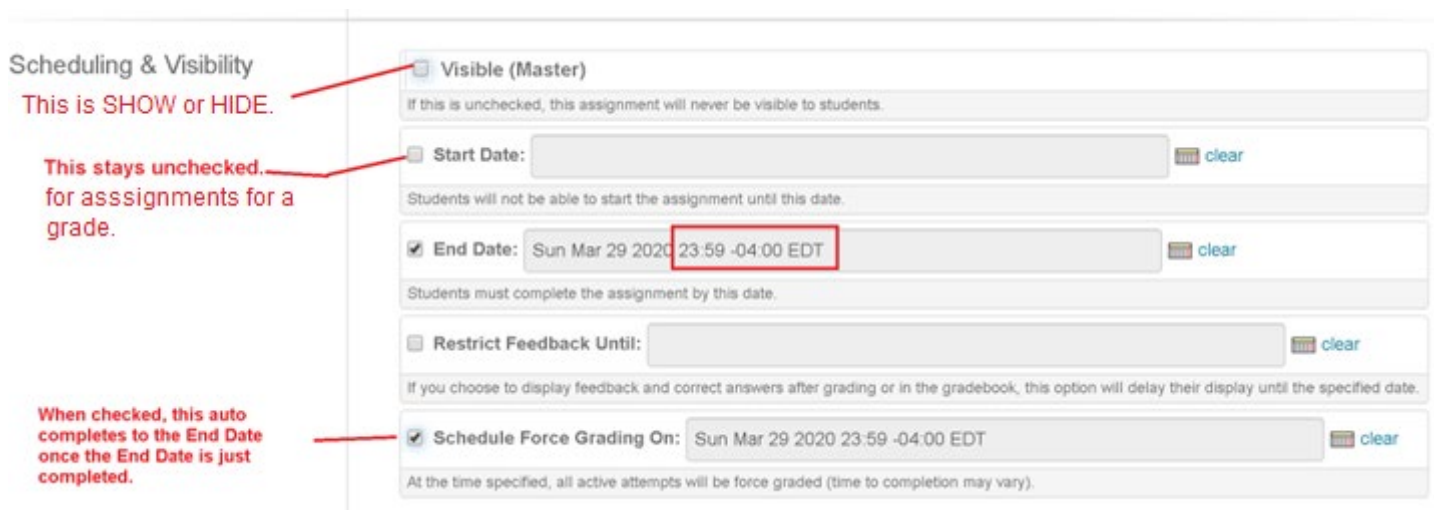 Scheduling & Visibility
This is SHOW or HIDE.
Visible (Master)
If this is unchecked, this assignment will never be visible to students.
This stays unchecked.
for asssignments for a
grade.
Start Date:
clear
Students will not be able to start the assignment until this date.
End Date: Sun Mar 29 2020 23:59 -04:00 EDT
clear
Students must complete the assignment by this date.
Restrict Feedback Until:
clear
If you choose to display feedback and correct answers after grading or in the gradebook, this option will delay their display until the specified date.
When checked, this auto
completes to the End Date
once the End Date is just
completed.
Schedule Force Grading On: Sun Mar 29 2020 23:59 -04:00 EDT
clear
At the time specified, all active attempts will be force graded (time to completion may vary).